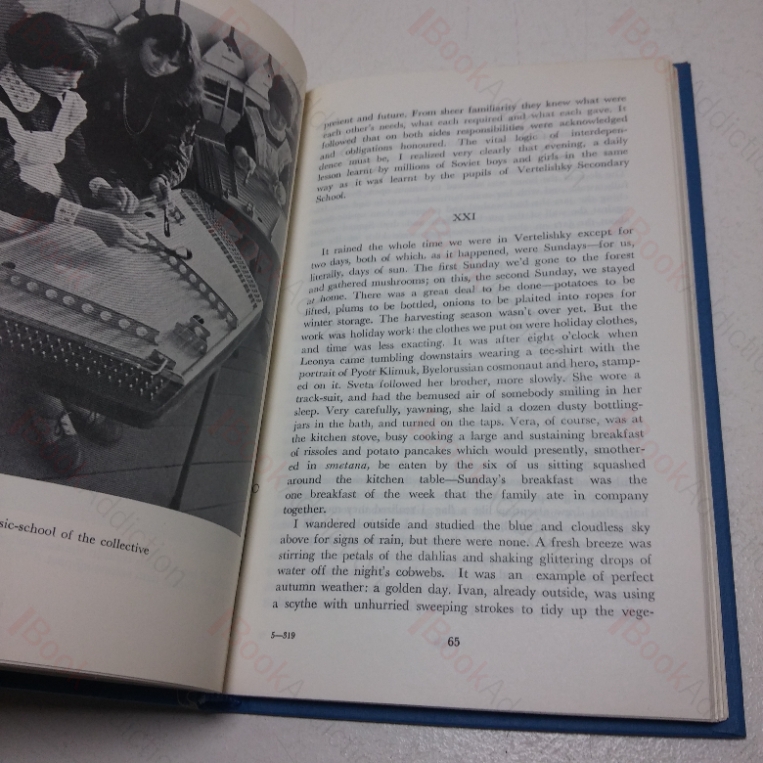 sic-school of the collective
present and future. From sheer familiarity they knew what were
each other's needs, what each required and what each gave. It
followed that on both sides responsibilities were acknowledged
and obligations honoured. The vital logic of interdepen-
dence must be, I realized very clearly that evening, a daily
lesson learnt by millions of Soviet boys and girls in the same
way as it was learnt by the pupils of Vertelishky Secondary
School.
XXI
It rained the whole time we were in Vertelishky except for
two days, both of which, as it happened, were Sundays—for us,
literally, days of sun. The first Sunday we'd gone to the forest
and gathered mushrooms; on this, the second Sunday, we stayed
at home. There was a great deal to be done—potatoes to be
lifted, plums to be bottled, onions to be plaited into ropes for
winter storage. The harvesting season wasn't over yet. But the
work was holiday work: the clothes we put on were holiday clothes,
and time was less exacting. It was after eight o'clock when
Leonya came tumbling downstairs wearing a tee-shirt with the
portrait of Pyotr Klimuk, Byelorussian cosmonaut and hero, stamp-
ed on it. Sveta followed her brother, more slowly. She wore a
track-suit, and had the bemused air of somebody smiling in her
sleep. Very carefully, yawning, she laid a dozen dusty bottling-
jars in the bath, and turned on the taps. Vera, of course, was at
the kitchen stove, busy cooking a large and sustaining breakfast
of rissoles and potato pancakes which would presently, smother-
ed in smetana, be eaten by the six of us sitting squashed
around the kitchen table—Sunday's breakfast was the
one breakfast of the week that the family ate in company
together.
I wandered outside and studied the blue and cloudless sky
above for signs of rain, but there were none. A fresh breeze was
stirring the petals of the dahlias and shaking glittering drops of
water off the night's cobwebs. It was an example of perfect
autumn weather: a golden day. Ivan, already outside, was using
a scythe with unhurried sweeping strokes to tidy up the vege-
5—519
65
BookAddiction